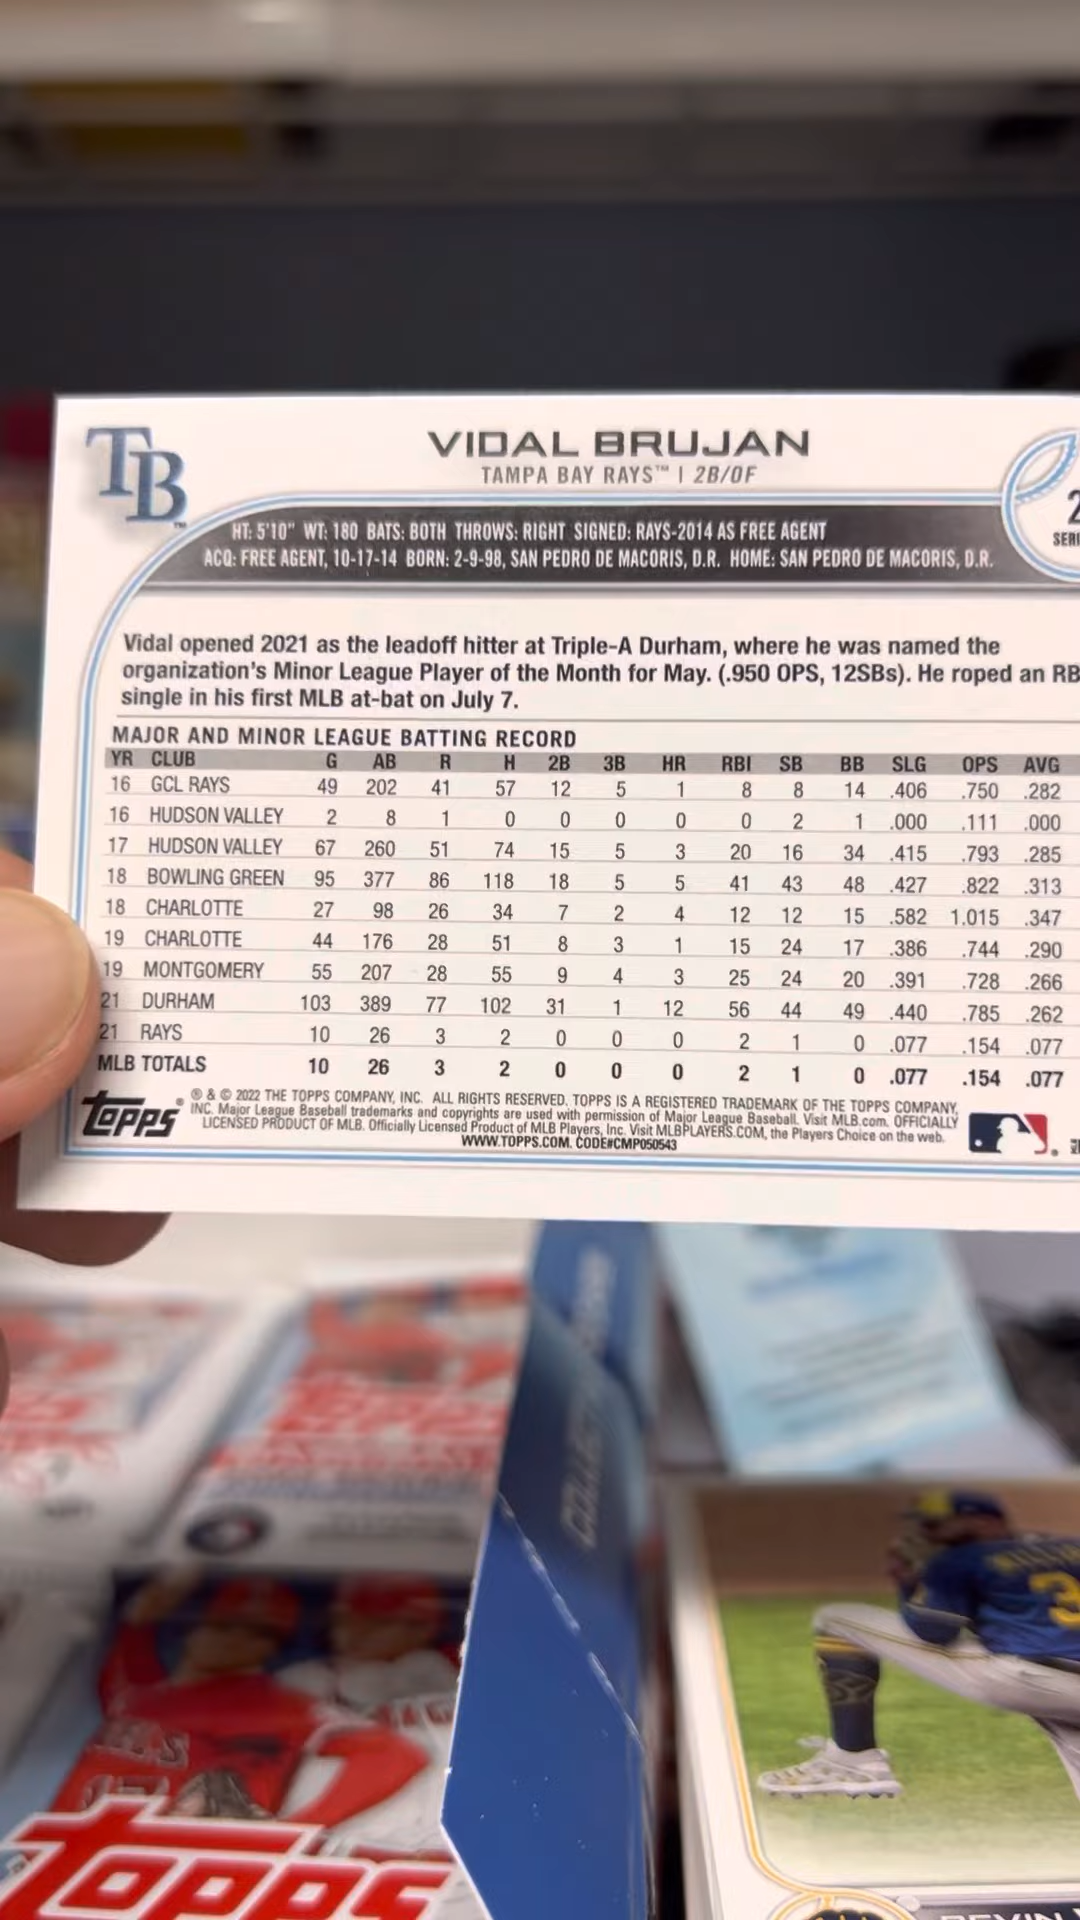 TB
VIDAL BRUJAN
TAMPA BAY RAYS™ | 2B/OF
2
SERI
HT: 5'10" WT: 180 BATS: BOTH THROWS: RIGHT SIGNED: RAYS-2014 AS FREE AGENT
ACQ: FREE AGENT, 10-17-14 BORN: 2-9-98, SAN PEDRO DE MACORIS, D.R. HOME: SAN PEDRO DE MACORIS, D.R.
Vidal opened 2021 as the leadoff hitter at Triple-A Durham, where he was named the
organization's Minor League Player of the Month for May. (.950 OPS, 12SBs). He roped an RB
single in his first MLB at-bat on July 7.
MAJOR AND MINOR LEAGUE BATTING RECORD
YR CLUB G AB R H 2B 3B HR RBI SB BB SLG OPS AVG
16 GCL RAYS 49 202 41 57 12 5 1 8 8 14 .406 .750 .282
16 HUDSON VALLEY 2 8 1 0 0 0 0 0 2 1 .000 .111 .000
17 HUDSON VALLEY 67 260 51 74 15 5 3 20 16 34 .415 .793 .285
18 BOWLING GREEN 95 377 86 118 18 5 5 41 43 48 .427 .822 .313
18 CHARLOTTE 27 98 26 34 7 2 4 12 12 15 .582 1.015 .347
19 CHARLOTTE 44 176 28 51 8 3 1 15 24 17 .386 .744 .290
19 MONTGOMERY 55 207 28 55 9 4 3 25 24 20 .391 .728 .266
21 DURHAM 103 389 77 102 31 1 12 56 44 49 .440 .785 .262
21 RAYS 10 26 3 2 0 0 0 2 1 0 .077 .154 .077
MLB TOTALS 10 26 3 2 0 0 0 2 1 0 .077 .154 .077
TOPPS®
® & © 2022 THE TOPPS COMPANY, INC. ALL RIGHTS RESERVED. TOPPS IS A REGISTERED TRADEMARK OF THE TOPPS COMPANY,
INC. Major League Baseball trademarks and copyrights are used with permission of Major League Baseball. Visit MLB.com. OFFICIALLY
LICENSED PRODUCT OF MLB. Officially Licensed Product of MLB Players, Inc. Visit MLBPLAYERS.COM, the Players Choice on the web.
WWW.TOPPS.COM. CODE#CMP050543
TOPPS
3
TOPPS